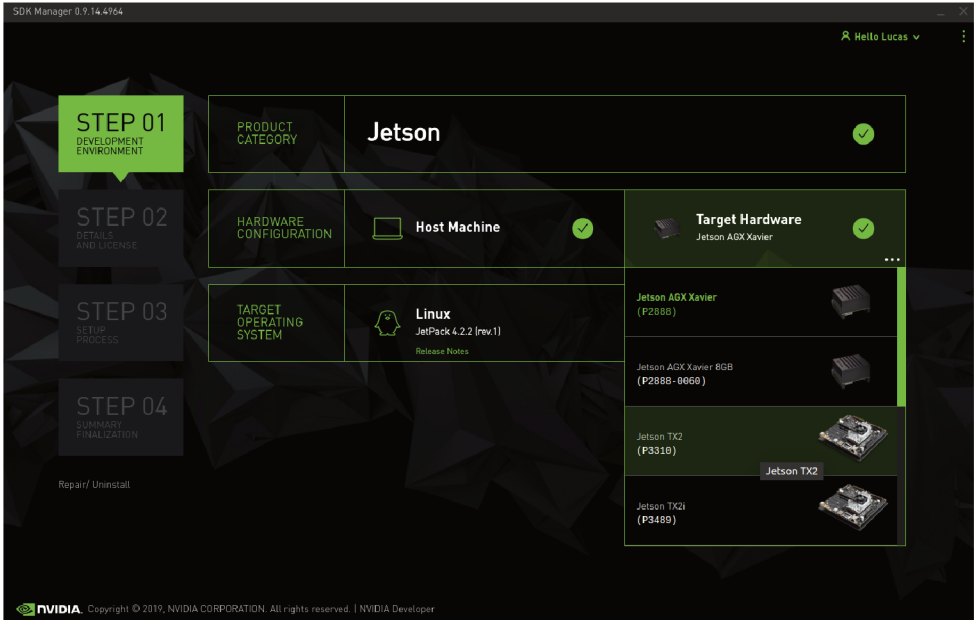 SDK Manager 0.9.14.4964
Hello Lucas
STEP 01
DEVELOPMENT
ENVIRONMENT
PRODUCT
CATEGORY
Jetson
STEP 02
DETAILS
AND LICENSE
HARDWARE
CONFIGURATION
Host Machine
Target Hardware
Jetson AGX Xavier
...
STEP 03
SETUP
PROCESS
TARGET
OPERATING
SYSTEM
Linux
JetPack 4.2.2 (rev.1)
Release Notes
Jetson AGX Xavier
(P2888)
Jetson AGX Xavier 8GB
(P2888-0060)
STEP 04
SUMMARY
FINALIZATION
Jetson TX2
(P3310)
Jetson TX2
Jetson TX2i
(P3489)
Repair/ Uninstall
NVIDIA. Copyright © 2019, NVIDIA CORPORATION. All rights reserved. | NVIDIA Developer